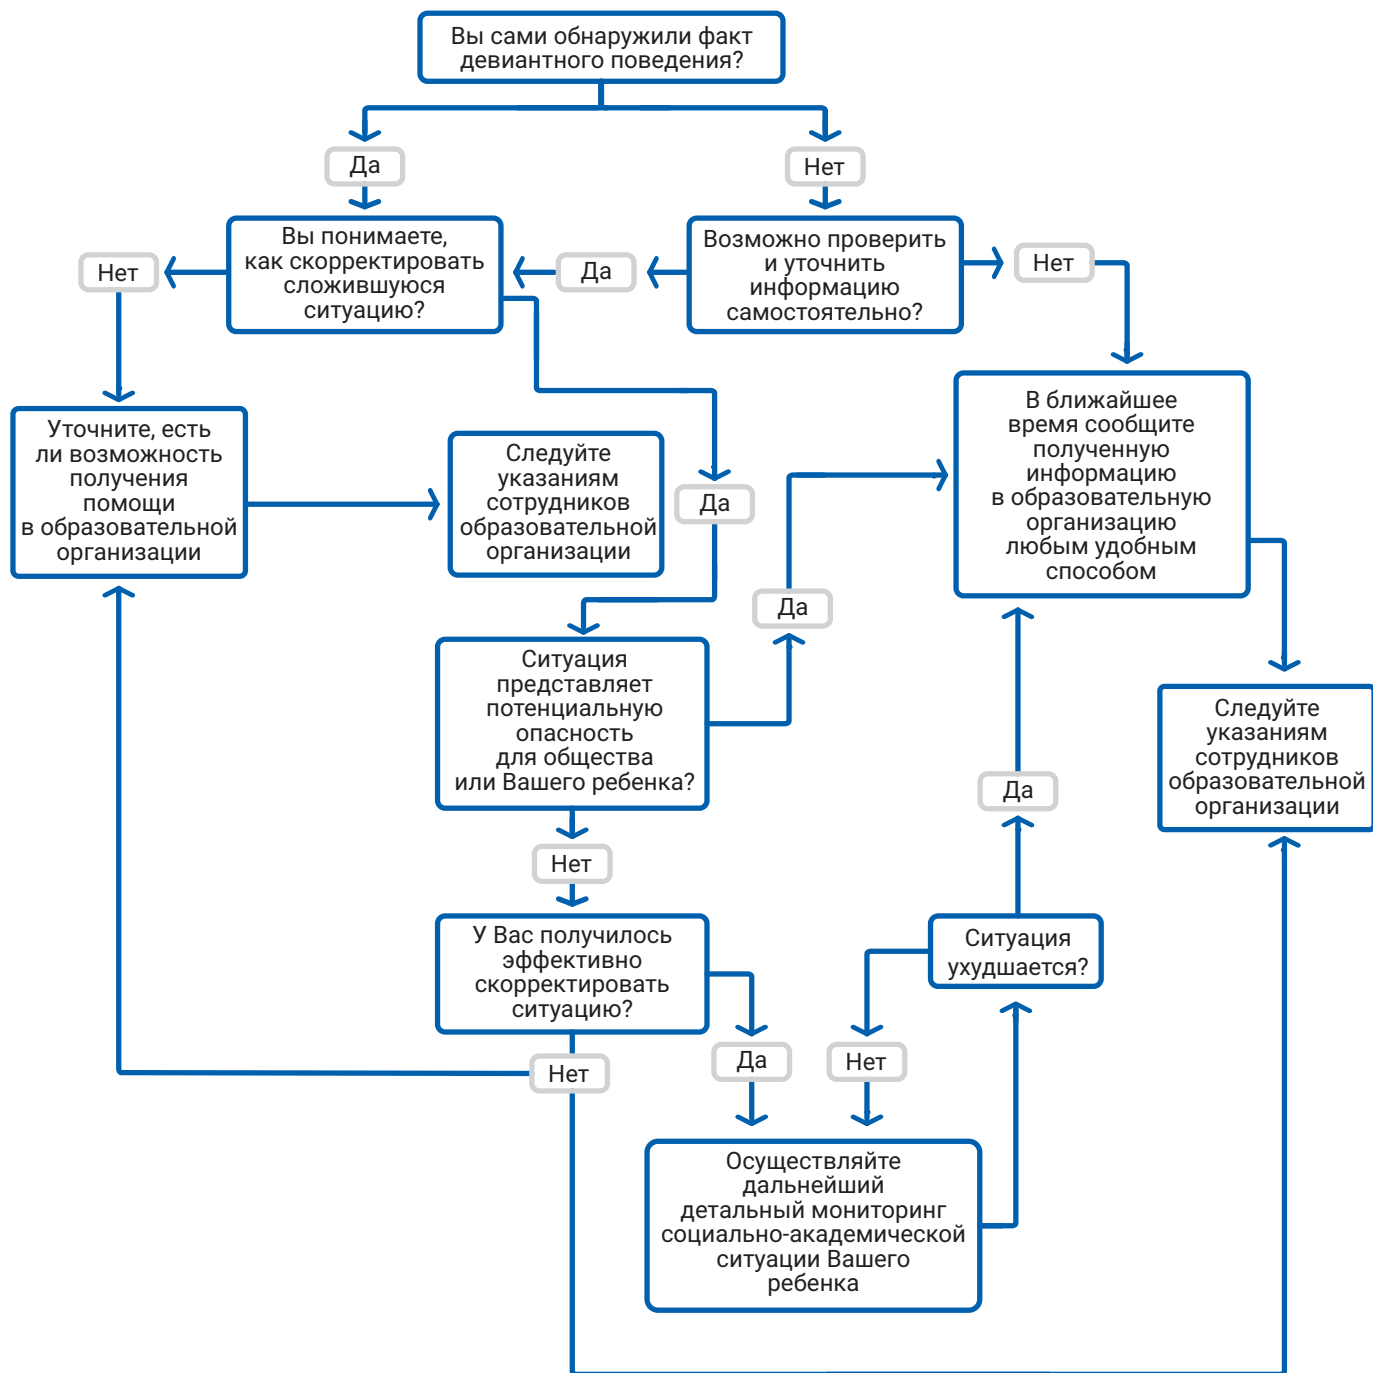 Вы сами обнаружили факт
девиантного поведения?
Да
Нет
Вы понимаете,
как скорректировать
сложившуюся
ситуацию?
Возможно проверить
и уточнить
информацию
самостоятельно?
Нет
Да
Нет
Уточните, есть
ли возможность
получения
помощи
в образовательной
организации
Следуйте
указаниям
сотрудников
образовательной
организации
Да
В ближайшее
время сообщите
полученную
информацию
в образовательную
организацию
любым удобным
способом
Да
Ситуация
представляет
потенциальную
опасность
для общества
или Вашего ребенка?
Следуйте
указаниям
сотрудников
образовательной
организации
Да
Нет
У Вас получилось
эффективно
скорректировать
ситуацию?
Ситуация
ухудшается?
Нет
Да
Нет
Осуществляйте
дальнейший
детальный мониторинг
социально-академической
ситуации Вашего
ребенка